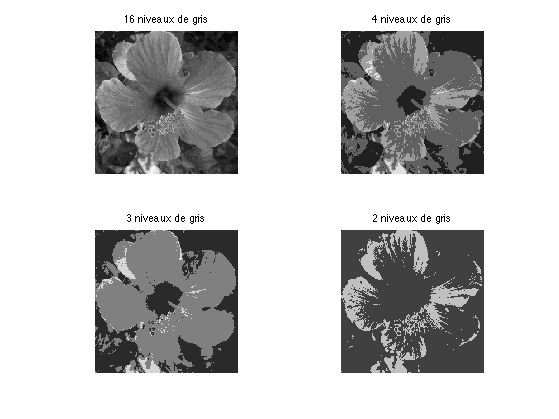 16 niveaux de gris
4 niveaux de gris
3 niveaux de gris
2 niveaux de gris